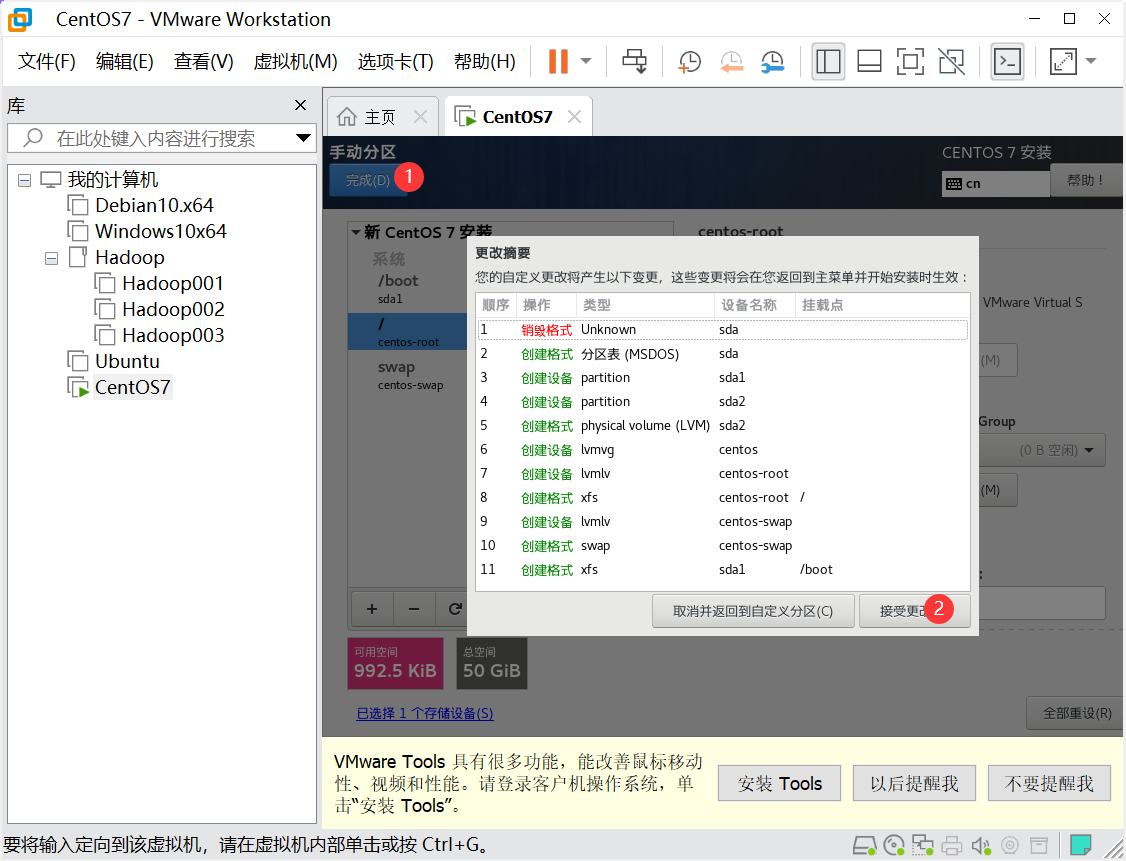 CentOS7 - VMware Workstation
文件(F) 编辑(E) 查看(V) 虚拟机(M) 选项卡(T) 帮助(H)
库
在此处键入内容进行搜索
我的计算机
Debian10.x64
Windows10x64
Hadoop
Hadoop001
Hadoop002
Hadoop003
Ubuntu
CentOS7
主页 CentOS7
手动分区
完成(D) 1
CENTOS 7 安装
cn 帮助！
新 CentOS 7 安装
系统
/boot
sda1
/
centos-root
swap
centos-swap
centos-root
VMware Virtual S
(M)
Group
(0 B 空闲)
(M)
更改摘要
您的自定义更改将产生以下变更，这些变更将会在您返回到主菜单并开始安装时生效：
顺序 操作 类型 设备名称 挂载点
1 销毁格式 Unknown sda
2 创建格式 分区表 (MSDOS) sda
3 创建设备 partition sda1
4 创建设备 partition sda2
5 创建格式 physical volume (LVM) sda2
6 创建设备 lvmvg centos
7 创建设备 lvmlv centos-root
8 创建格式 xfs centos-root /
9 创建设备 lvmlv centos-swap
10 创建格式 swap centos-swap
11 创建格式 xfs sda1 /boot
取消并返回到自定义分区(C) 接受更改 2
+ −
可用空间
992.5 KiB
总空间
50 GiB
已选择 1 个存储设备(S)
全部重设(R)
VMware Tools 具有很多功能，能改善鼠标移动
性、视频和性能。请登录客户机操作系统，单
击“安装 Tools”。
安装 Tools 以后提醒我 不要提醒我
要将输入定向到该虚拟机，请在虚拟机内部单击或按 Ctrl+G。